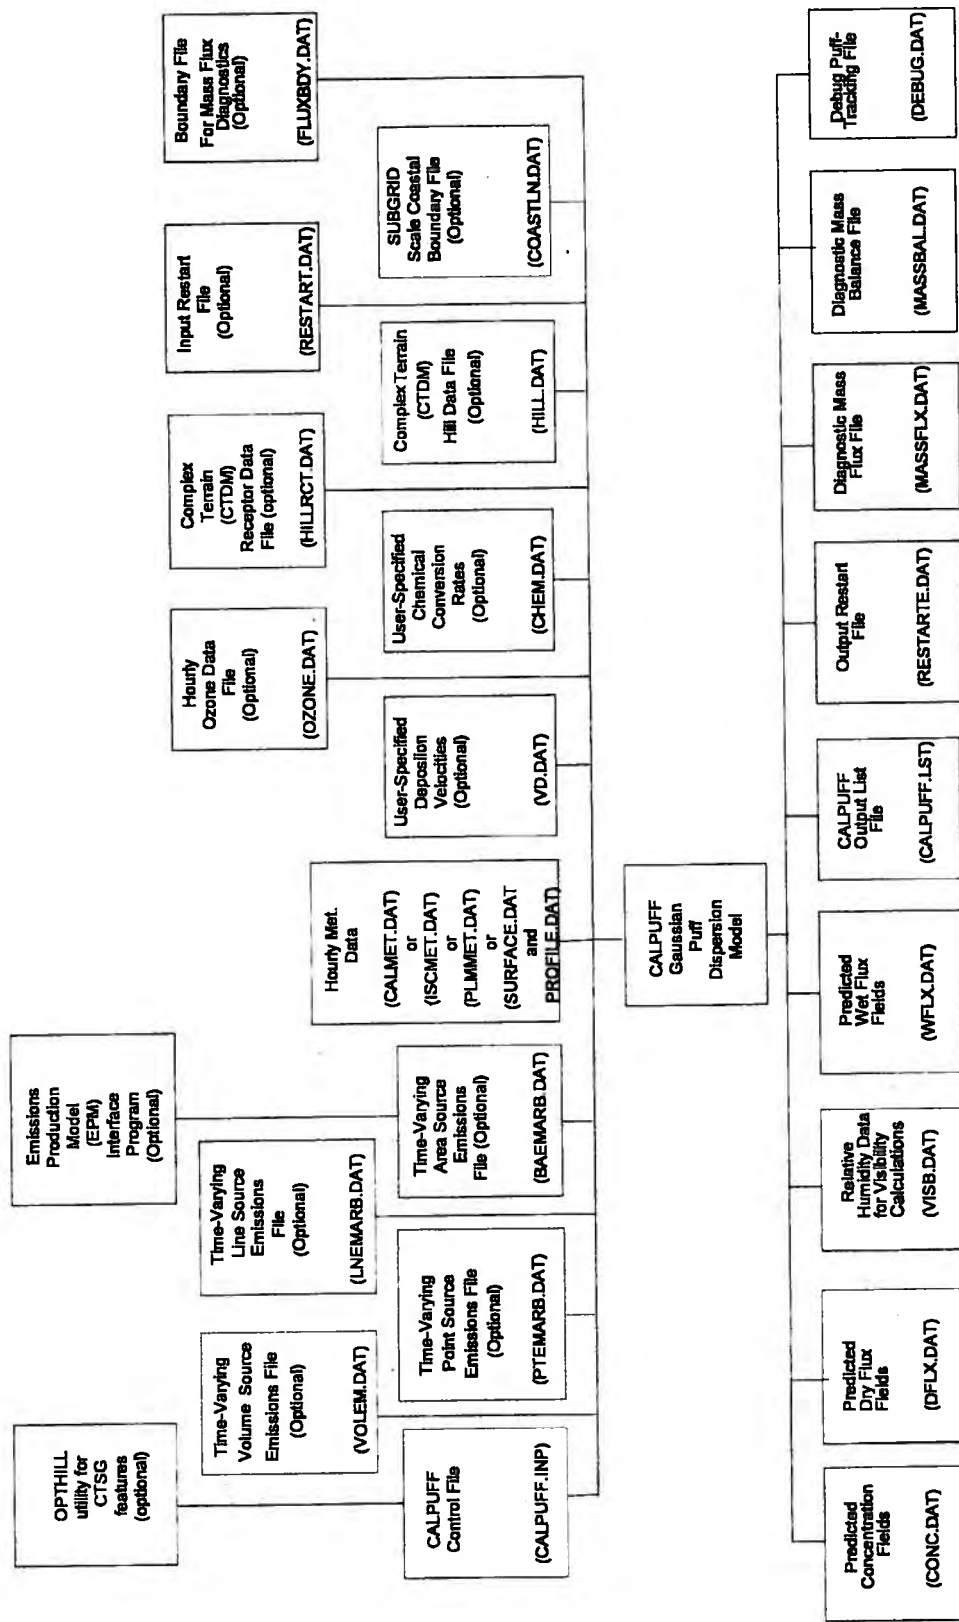 OPTHILL
utility for
CTSG
features
(optional)
Emissions
Production
Model
(EPM)
Interface
Program
(Optional)
Time-Varying
Volume Source
Emissions File
(Optional)
(VOLEM.DAT)
Time-Varying
Line Source
Emissions
File
(Optional)
(LNEMARB.DAT)
Hourly
Ozone Data
File
(Optional)
(OZONE.DAT)
Complex
Terrain
(CTDM)
Receptor Data
File (optional)
(HILLRCT.DAT)
Input Restart
File
(Optional)
(RESTART.DAT)
Boundary File
For Mass Flux
Diagnostics
(Optional)
(FLUXBDY.DAT)
CALPUFF
Control File
(CALPUFF.INP)
Time-Varying
Point Source
Emissions File
(Optional)
(PTEMARB.DAT)
Time-Varying
Area Source
Emissions
File (Optional)
(BAEMARB.DAT)
Hourly Met.
Data
(CALMET.DAT)
or
(ISCMET.DAT)
or
(PLMMET.DAT)
or
(SURFACE.DAT
and
PROFILE.DAT)
User-Specified
Deposiion
Velocities
(Optional)
(VD.DAT)
User-Specified
Chemical
Conversion
Rates
(Optional)
(CHEM.DAT)
Complex Terrain
(CTDM)
Hill Data File
(Optional)
(HILL.DAT)
SUBGRID
Scale Coastal
Boundary File
(Optional)
(COASTLN.DAT)
CALPUFF
Gaussian
Puff
Dispersion
Model
Predicted
Concentration
Fields
(CONC.DAT)
Predicted
Dry Flux
Fields
(DFLX.DAT)
Relative
Humidity Data
for Visibility
Calculations
(VISB.DAT)
Predicted
Wet Flux
Fields
(WFLX.DAT)
CALPUFF
Output List
File
(CALPUFF.LST)
Output Restart
File
(RESTARTE.DAT)
Diagnostic Mass
Flux File
(MASSFLX.DAT)
Diagnostic Mass
Balance File
(MASSBAL.DAT)
Debug Puff-
Tracking File
(DEBUG.DAT)